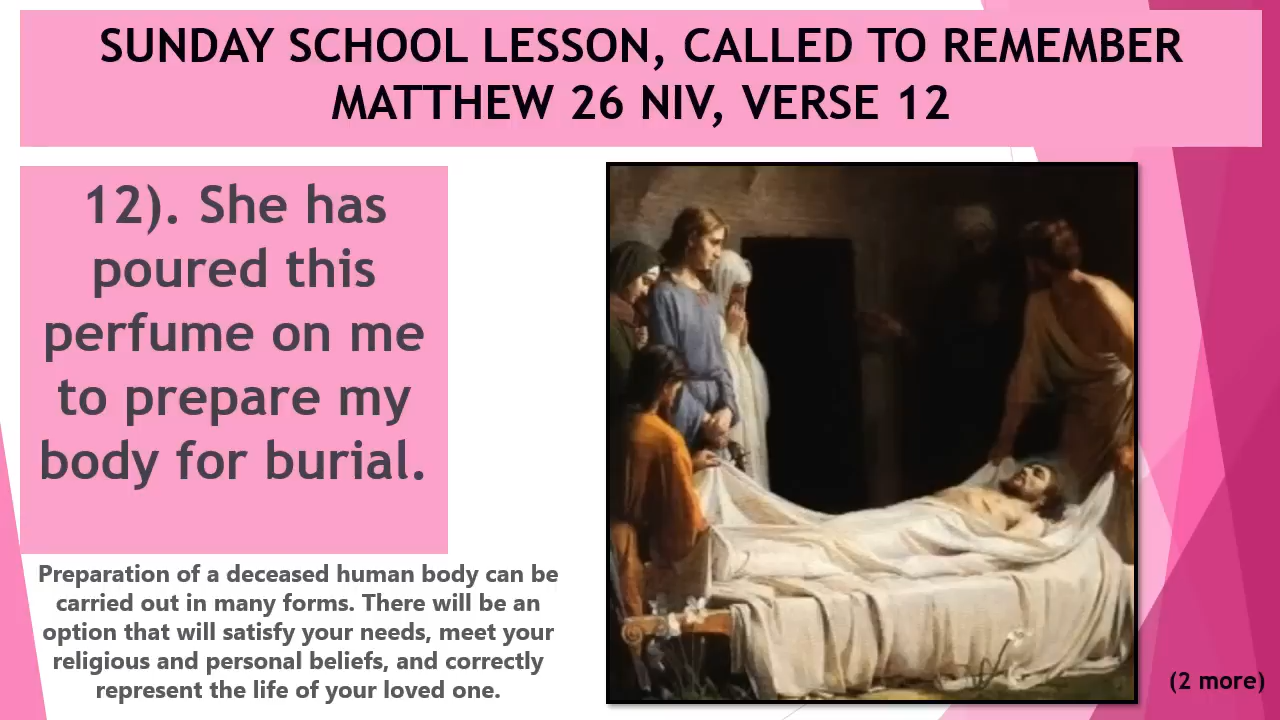 SUNDAY SCHOOL LESSON, CALLED TO REMEMBER
MATTHEW 26 NIV, VERSE 12
12). She has
poured this
perfume on me
to prepare my
body for burial.
Preparation of a deceased human body can be
carried out in many forms. There will be an
option that will satisfy your needs, meet your
religious and personal beliefs, and correctly
represent the life of your loved one.
(2 more)